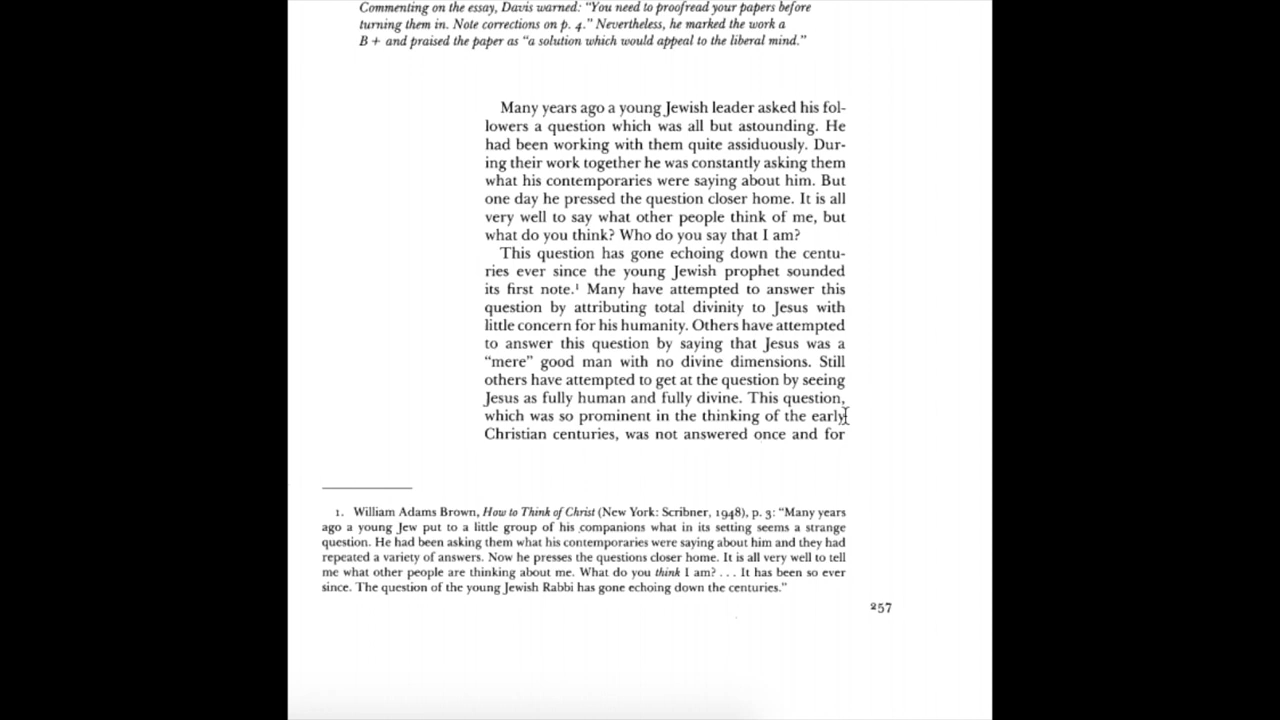 Commenting on the essay, Davis warned: "You need to proofread your papers before
turning them in. Note corrections on p. 4." Nevertheless, he marked the work a
B + and praised the paper as "a solution which would appeal to the liberal mind."
Many years ago a young Jewish leader asked his fol-
lowers a question which was all but astounding. He
had been working with them quite assiduously. Dur-
ing their work together he was constantly asking them
what his contemporaries were saying about him. But
one day he pressed the question closer home. It is all
very well to say what other people think of me, but
what do you think? Who do you say that I am?
This question has gone echoing down the centu-
ries ever since the young Jewish prophet sounded
its first note.¹ Many have attempted to answer this
question by attributing total divinity to Jesus with
little concern for his humanity. Others have attempted
to answer this question by saying that Jesus was a
"mere" good man with no divine dimensions. Still
others have attempted to get at the question by seeing
Jesus as fully human and fully divine. This question,
which was so prominent in the thinking of the early
Christian centuries, was not answered once and for
1. William Adams Brown, How to Think of Christ (New York: Scribner, 1948), p. 3: "Many years
ago a young Jew put to a little group of his companions what in its setting seems a strange
question. He had been asking them what his contemporaries were saying about him and they had
repeated a variety of answers. Now he presses the questions closer home. It is all very well to tell
me what other people are thinking about me. What do you think I am? . . . It has been so ever
since. The question of the young Jewish Rabbi has gone echoing down the centuries."
257